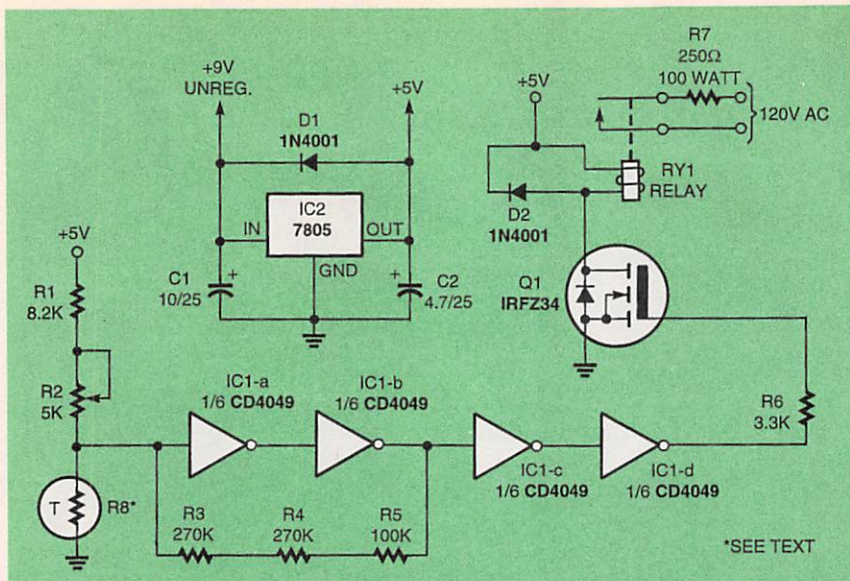 +9V
UNREG.
+5V
D1
1N4001
IC2
7805
IN
OUT
GND
C1
10/25
+
+
C2
4.7/25
+5V
R7
250Ω
100 WATT
120V AC
RY1
RELAY
D2
1N4001
Q1
IRFZ34
+5V
R1
8.2K
R2
5K
T
R8*
IC1-a
1/6 CD4049
IC1-b
1/6 CD4049
IC1-c
1/6 CD4049
IC1-d
1/6 CD4049
R3
270K
R4
270K
R5
100K
R6
3.3K
*SEE TEXT